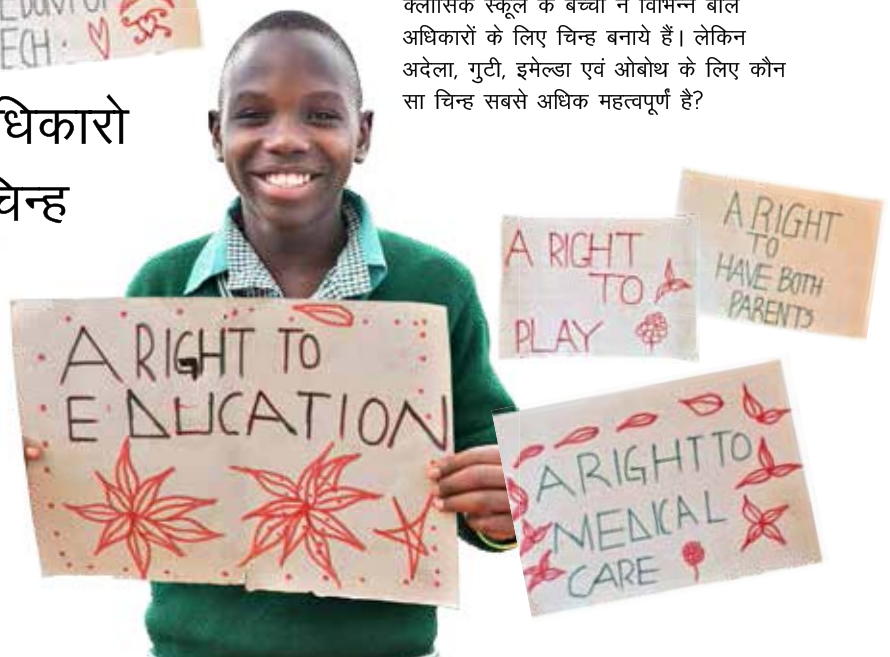 ECH:
धिकारो
चिन्ह
क्लासिक स्कूल के बच्चों ने विभिन्न बाल
अधिकारों के लिए चिन्ह बनाये हैं। लेकिन
अदेला, गुटी, इमेल्डा एवं ओबोथ के लिए कौन
सा चिन्ह सबसे अधिक महत्वपूर्णं है?
A RIGHT
TO
PLAY
A RIGHT
TO
HAVE BOTH
PARENTS
A RIGHT TO
EDUCATION
A RIGHT TO
MEDICAL
CARE